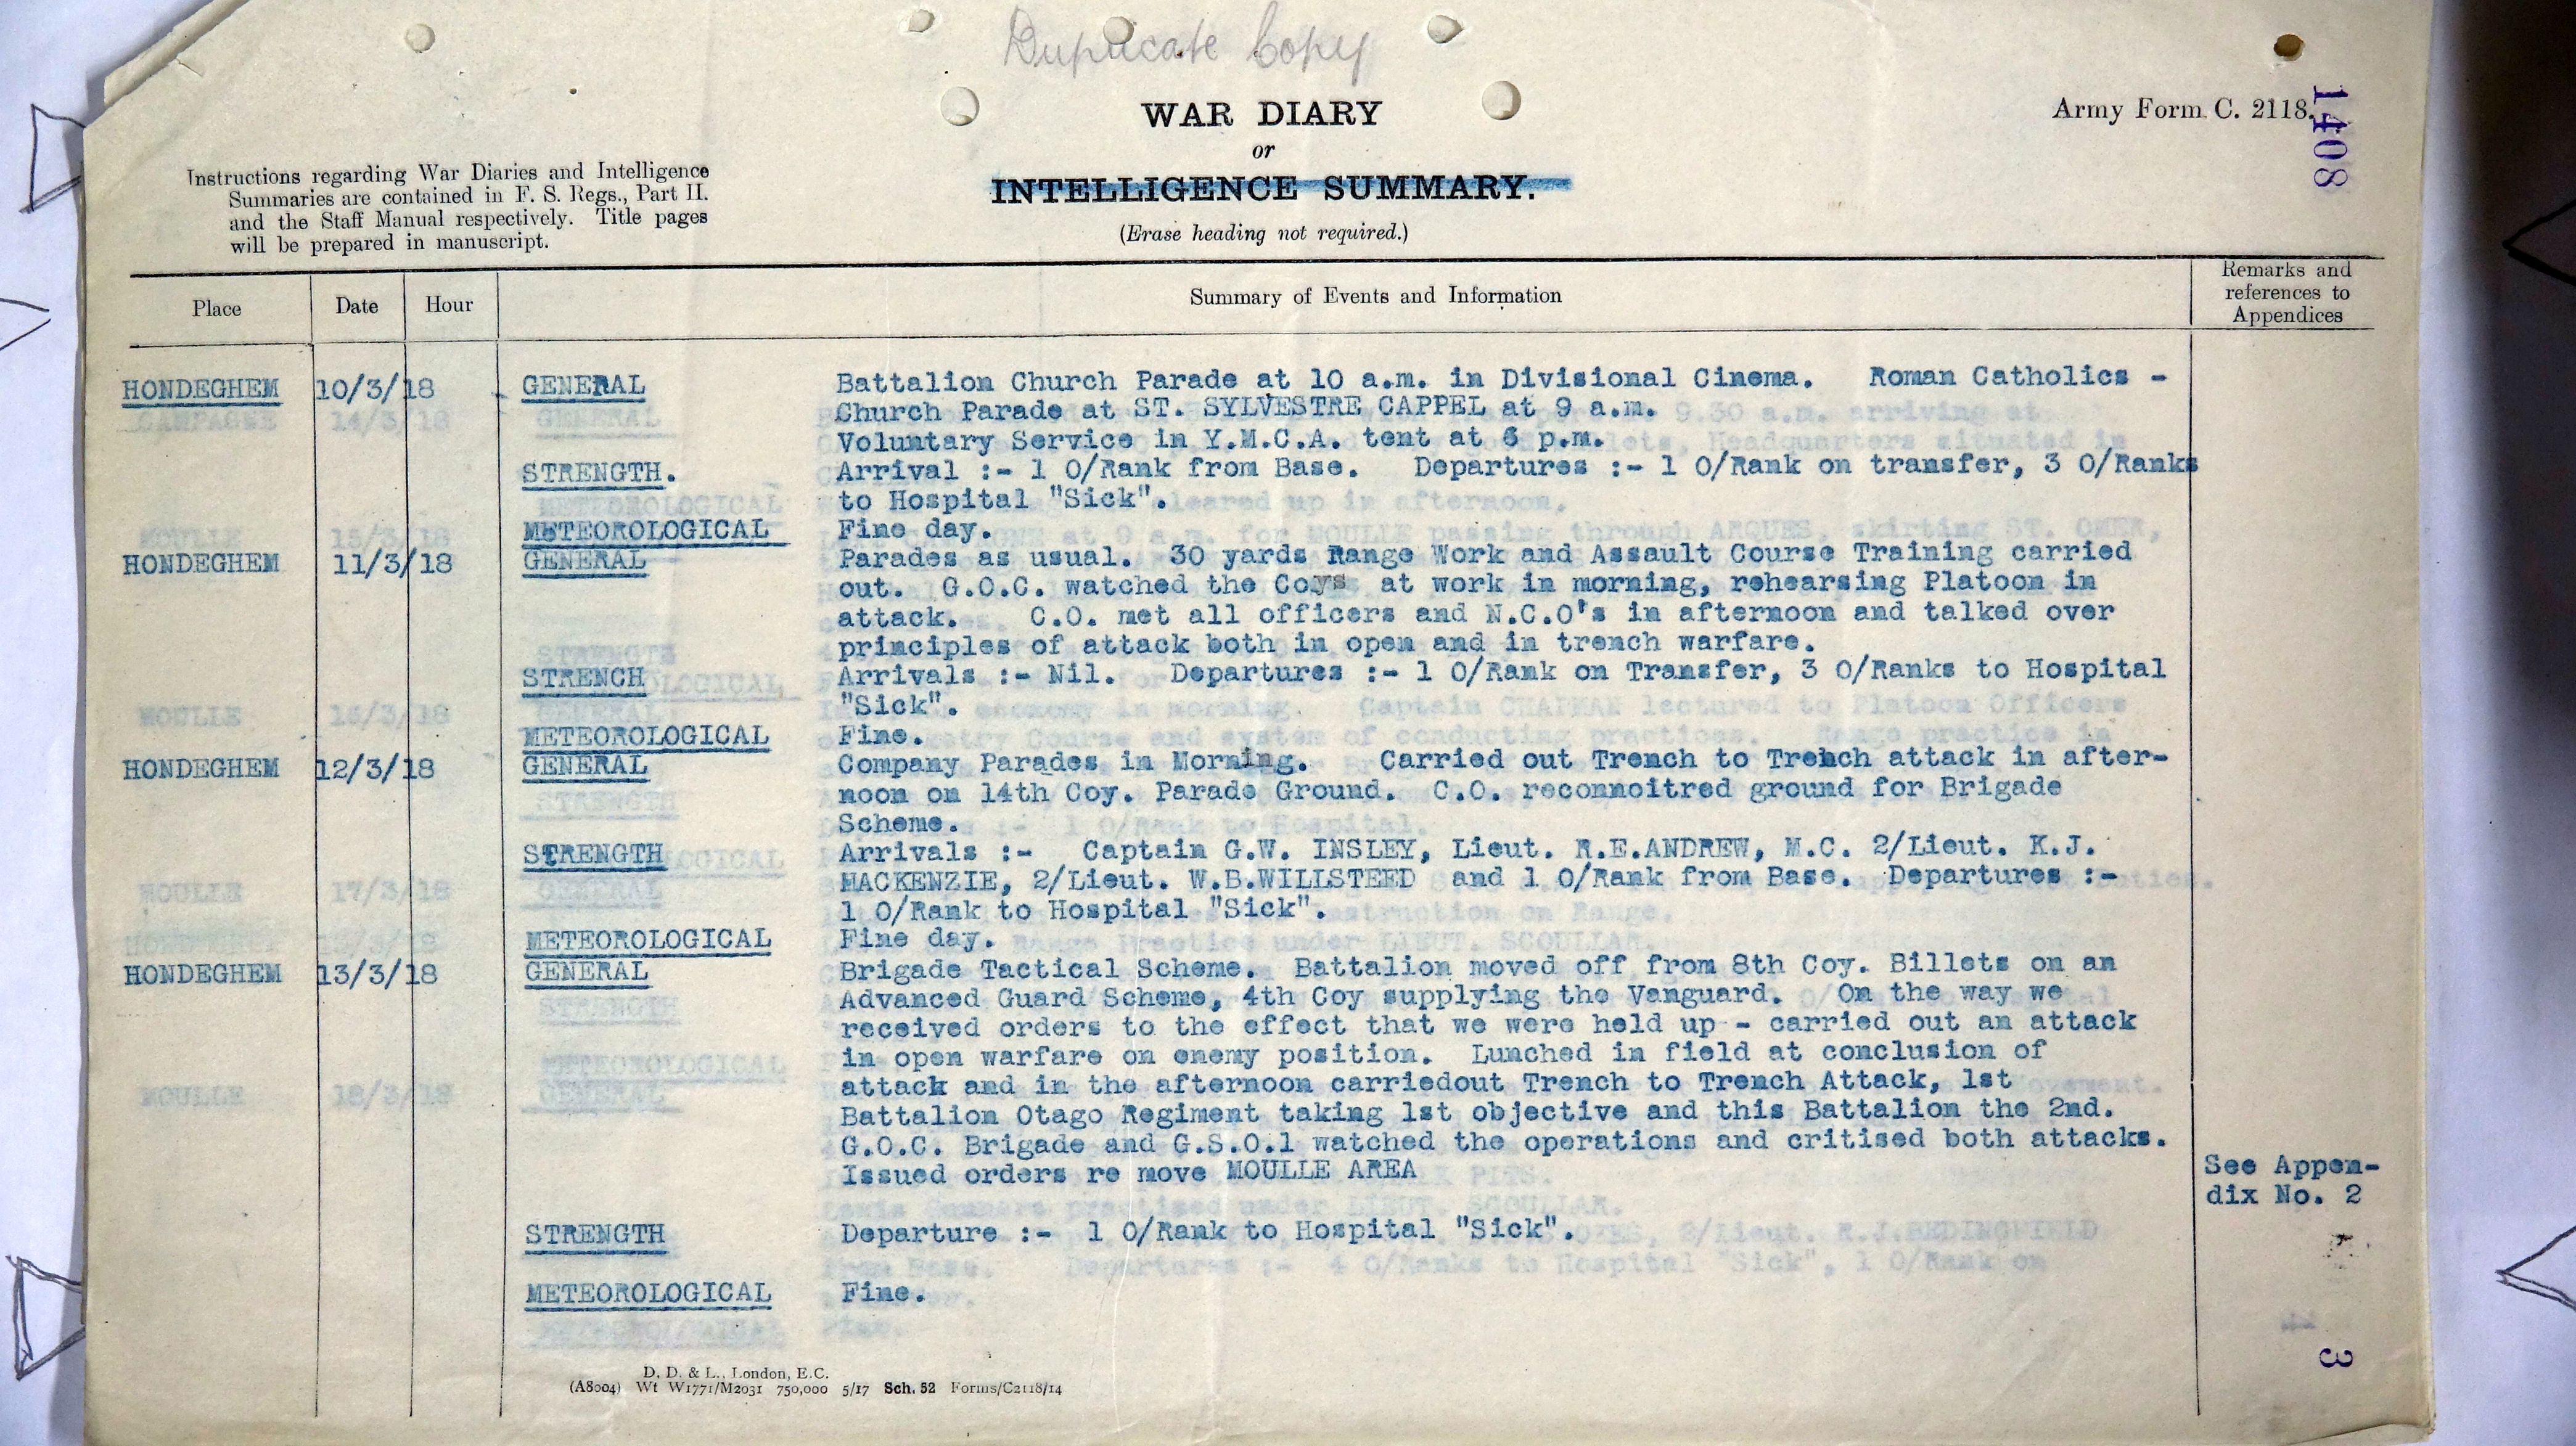 Duplicate Copy
WAR DIARY
or
INTELLIGENCE SUMMARY.
(Erase heading not required.)
Army Form C. 2118.
1408
Instructions regarding War Diaries and Intelligence
Summaries are contained in F. S. Regs., Part II.
and the Staff Manual respectively. Title pages
will be prepared in manuscript.
Place Date Hour Summary of Events and Information Remarks and references to Appendices
HONDEGHEM 10/3/18 GENERAL Battalion Church Parade at 10 a.m. in Divisional Cinema. Roman Catholics -
Church Parade at ST. SYLVESTRE CAPPEL at 9 a.m.
Voluntary Service in Y.M.C.A. tent at 6 p.m.
STRENGTH. Arrival :- 1 O/Rank from Base. Departures :- 1 O/Rank on transfer, 3 O/Ranks
to Hospital "Sick".
METEOROLOGICAL Fine day.
HONDEGHEM 11/3/18 GENERAL Parades as usual. 30 yards Range Work and Assault Course Training carried
out. G.O.C. watched the Coys at work in morning, rehearsing Platoon in
attack. C.O. met all officers and N.C.O's in afternoon and talked over
principles of attack both in open and in trench warfare.
STRENCH Arrivals :- Nil. Departures :- 1 O/Rank on Transfer, 3 O/Ranks to Hospital
"Sick".
METEOROLOGICAL Fine.
HONDEGHEM 12/3/18 GENERAL Company Parades in Morning. Carried out Trench to Trench attack in after-
noon on 14th Coy. Parade Ground. C.O. reconnoitred ground for Brigade
Scheme.
STRENGTH Arrivals :- Captain G.W. INSLEY, Lieut. R.E.ANDREW, M.C. 2/Lieut. K.J.
MACKENZIE, 2/Lieut. W.B.WILLSTEED and 1 O/Rank from Base. Departures :-
1 O/Rank to Hospital "Sick".
METEOROLOGICAL Fine day.
HONDEGHEM 13/3/18 GENERAL Brigade Tactical Scheme. Battalion moved off from 8th Coy. Billets on an
Advanced Guard Scheme, 4th Coy supplying the Vanguard. On the way we
received orders to the effect that we were held up - carried out an attack
in open warfare on enemy position. Lunched in field at conclusion of
attack and in the afternoon carriedout Trench to Trench Attack, 1st
Battalion Otago Regiment taking 1st objective and this Battalion the 2nd.
G.O.C. Brigade and G.S.O.1 watched the operations and critised both attacks.
Issued orders re move MOULLE AREA See Appen-
dix No. 2
STRENGTH Departure :- 1 O/Rank to Hospital "Sick".
METEOROLOGICAL Fine.
3
D. D. & L., London, E.C.
(A8004) Wt W1771/M2031 750,000 5/17 Sch. 52 Forms/C2118/14